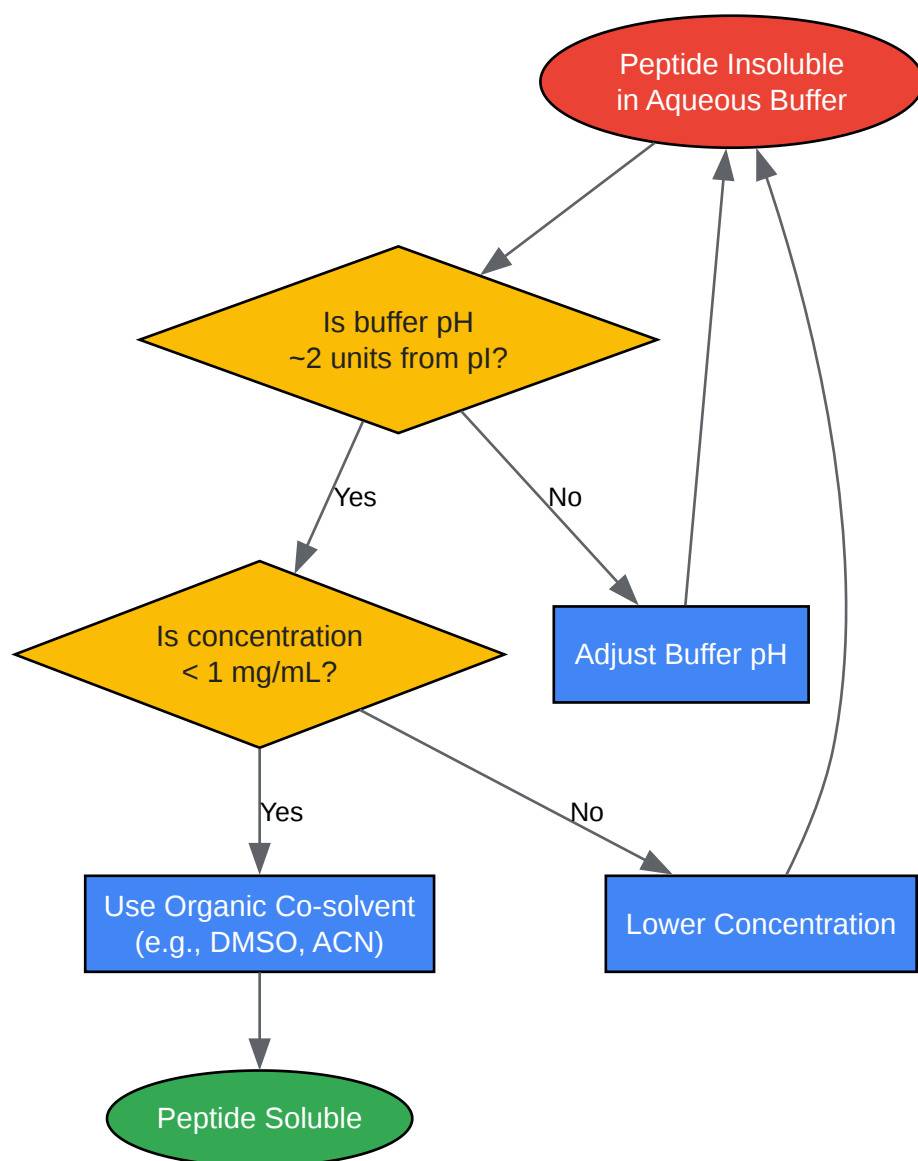 Peptide Insoluble
in Aqueous Buffer
Is buffer pH
~2 units from pI?
Yes
No
Is concentration
< 1 mg/mL?
Adjust Buffer pH
Yes
No
Use Organic Co-solvent
(e.g., DMSO, ACN)
Lower Concentration
Peptide Soluble